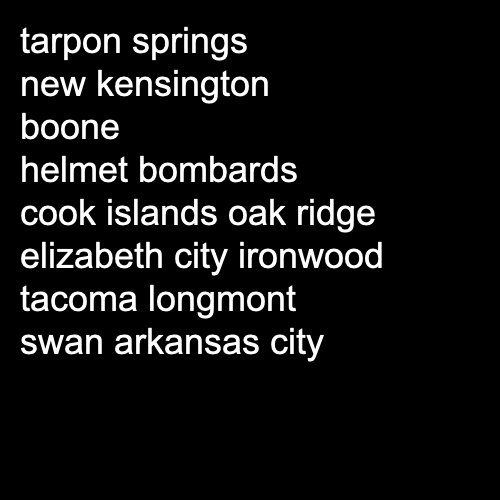 tarpon springs
new kensington
boone
helmet bombards
cook islands oak ridge
elizabeth city ironwood
tacoma longmont
swan arkansas city